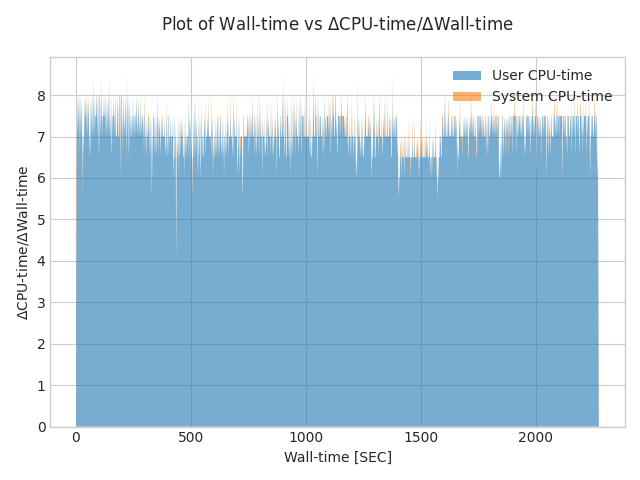 Plot of Wall-time vs ΔCPU-time/ΔWall-time
User CPU-time
System CPU-time
ΔCPU-time/ΔWall-time
8
7
6
5
4
3
2
1
0
0 500 1000 1500 2000
Wall-time [SEC]